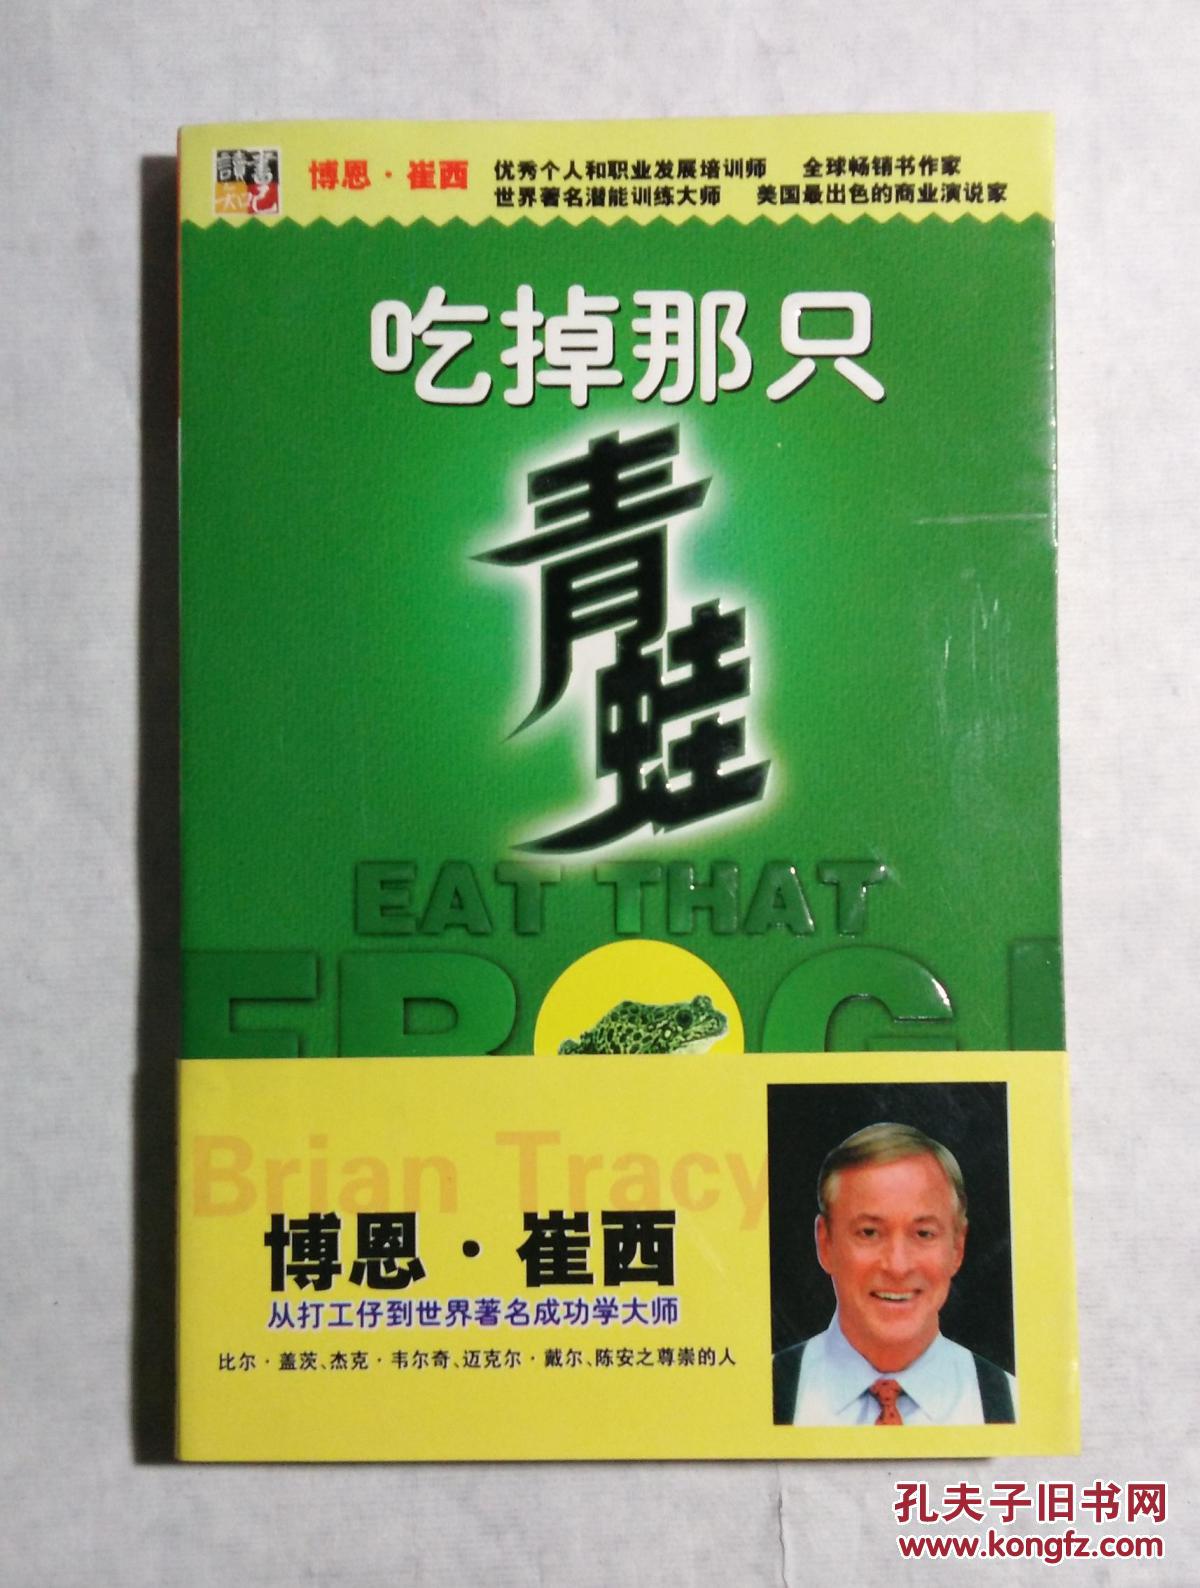 讀書知己
博恩·崔西
优秀个人和职业发展培训师 全球畅销书作家
世界著名潜能训练大师 美国最出色的商业演说家
吃掉那只
青蛙
EAT THAT
FROG!
Brian Tracy
博恩·崔西
从打工仔到世界著名成功学大师
比尔·盖茨、杰克·韦尔奇、迈克尔·戴尔、陈安之尊崇的人
孔夫子旧书网
www.kongfz.com